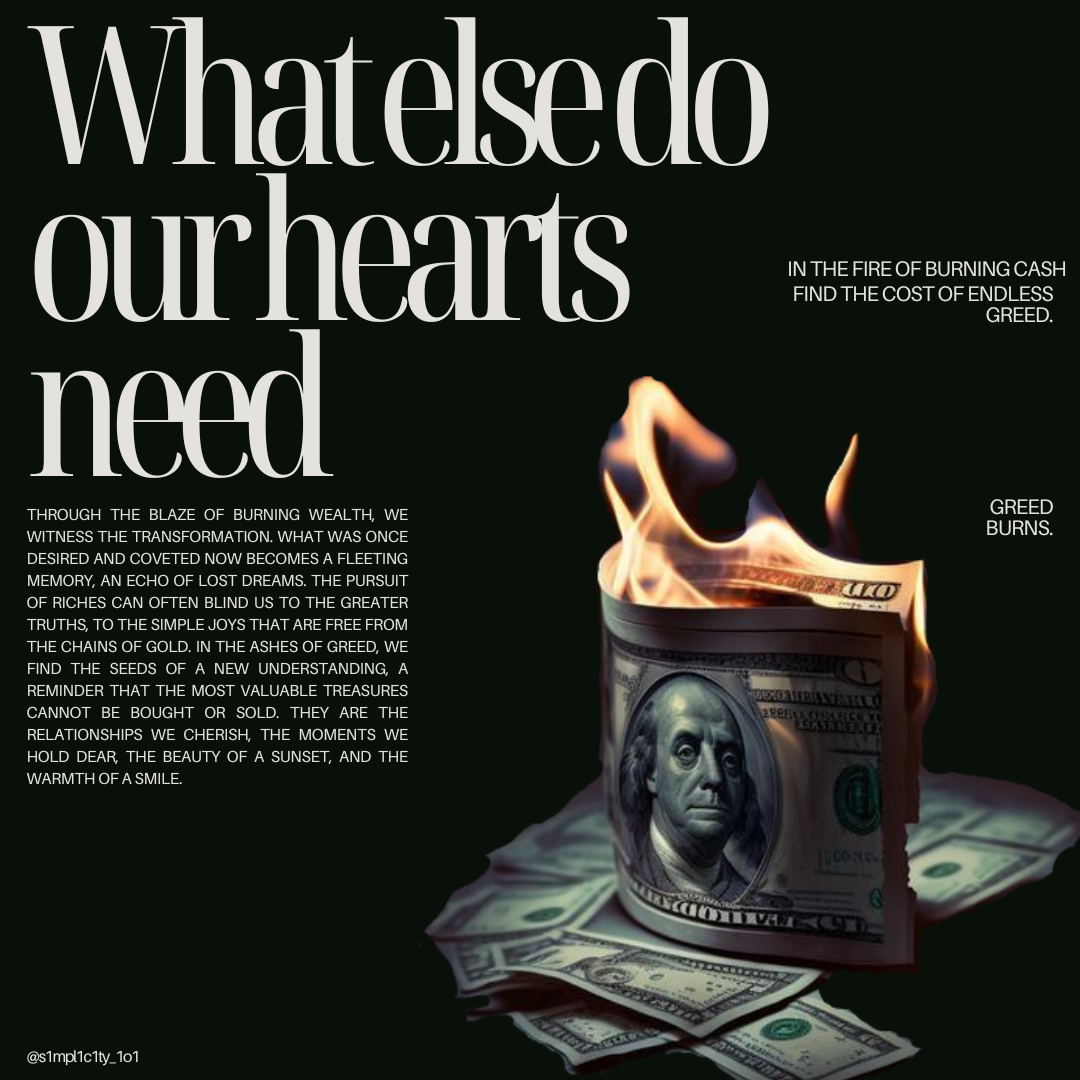 What else do
our hearts
need
IN THE FIRE OF BURNING CASH
FIND THE COST OF ENDLESS
GREED.
GREED
BURNS.
THROUGH THE BLAZE OF BURNING WEALTH, WE
WITNESS THE TRANSFORMATION. WHAT WAS ONCE
DESIRED AND COVETED NOW BECOMES A FLEETING
MEMORY, AN ECHO OF LOST DREAMS. THE PURSUIT
OF RICHES CAN OFTEN BLIND US TO THE GREATER
TRUTHS, TO THE SIMPLE JOYS THAT ARE FREE FROM
THE CHAINS OF GOLD. IN THE ASHES OF GREED, WE
FIND THE SEEDS OF A NEW UNDERSTANDING, A
REMINDER THAT THE MOST VALUABLE TREASURES
CANNOT BE BOUGHT OR SOLD. THEY ARE THE
RELATIONSHIPS WE CHERISH, THE MOMENTS WE
HOLD DEAR, THE BEAUTY OF A SUNSET, AND THE
WARMTH OF A SMILE.
@s1mpl1c1ty_1o1